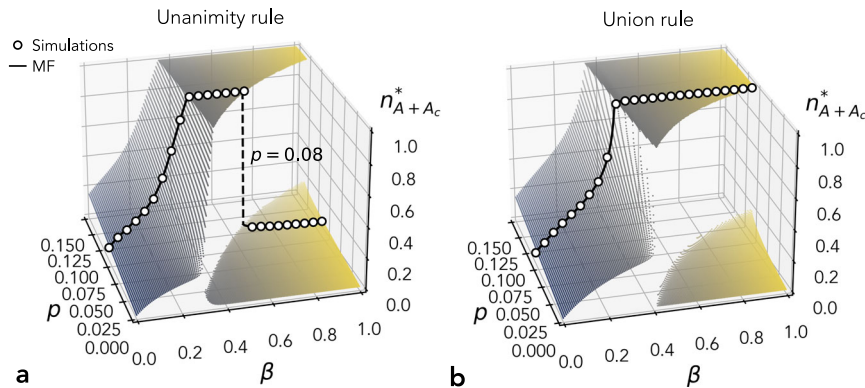 Unanimity rule
Union rule
a
b
Simulations
MF
n*A+Ac
n*A+Ac
p = 0.08
1.0
0.8
0.6
0.4
0.2
0.0
1.0
0.8
0.6
0.4
0.2
0.0
0.150
0.125
0.100
0.075
0.050
0.025
0.000
p
0.150
0.125
0.100
0.075
0.050
0.025
0.000
p
0.0 0.2 0.4 0.6 0.8 1.0
β
0.0 0.2 0.4 0.6 0.8 1.0
β
a
b